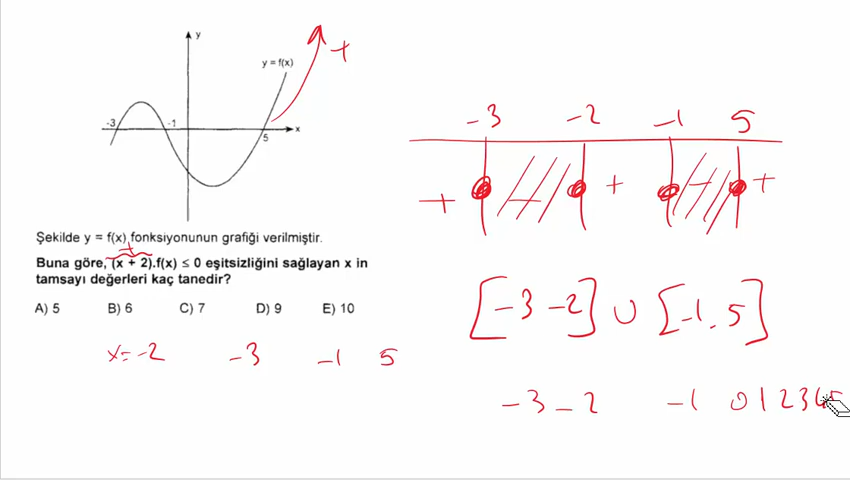 y
+
y = f(x)
-3 -1 5 x
-3 -2 -1 5
+ - + - +
Şekilde y = f(x) fonksiyonunun grafiği verilmiştir.
+
Buna göre, (x + 2).f(x) ≤ 0 eşitsizliğini sağlayan x in
tamsayı değerleri kaç tanedir?
A) 5 B) 6 C) 7 D) 9 E) 10
[-3 -2] ∪ [-1, 5]
x=-2 -3 -1 5
-3 -2 -1 0 1 2 3 4 5